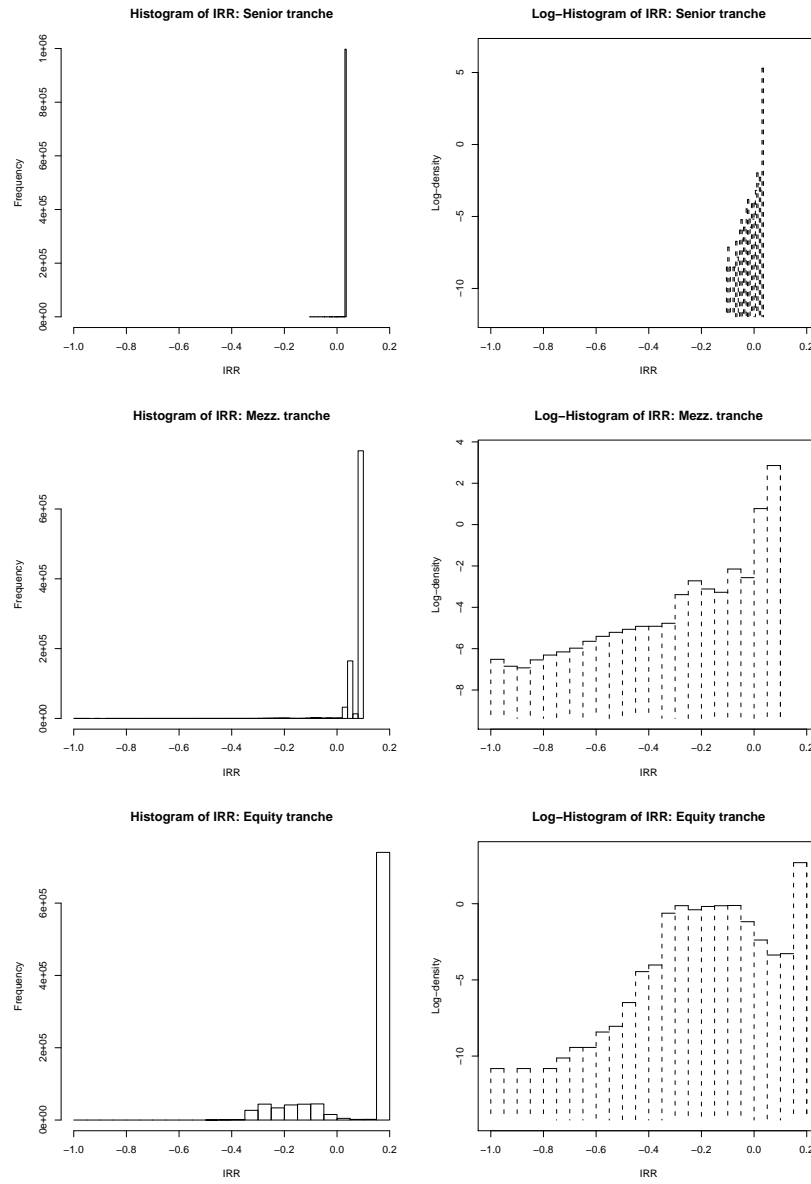 Histogram of IRR: Senior tranche
Frequency
0e+00 2e+05 4e+05 6e+05 8e+05 1e+06
−1.0 −0.8 −0.6 −0.4 −0.2 0.0 0.2
IRR
Log−Histogram of IRR: Senior tranche
Log−density
−10 −5 0 5
−1.0 −0.8 −0.6 −0.4 −0.2 0.0 0.2
IRR
Histogram of IRR: Mezz. tranche
Frequency
0e+00 2e+05 4e+05 6e+05
−1.0 −0.8 −0.6 −0.4 −0.2 0.0 0.2
IRR
Log−Histogram of IRR: Mezz. tranche
Log−density
−8 −6 −4 −2 0 2 4
−1.0 −0.8 −0.6 −0.4 −0.2 0.0 0.2
IRR
Histogram of IRR: Equity tranche
Frequency
0e+00 2e+05 4e+05 6e+05
−1.0 −0.8 −0.6 −0.4 −0.2 0.0 0.2
IRR
Log−Histogram of IRR: Equity tranche
Log−density
−10 −5 0
−1.0 −0.8 −0.6 −0.4 −0.2 0.0 0.2
IRR